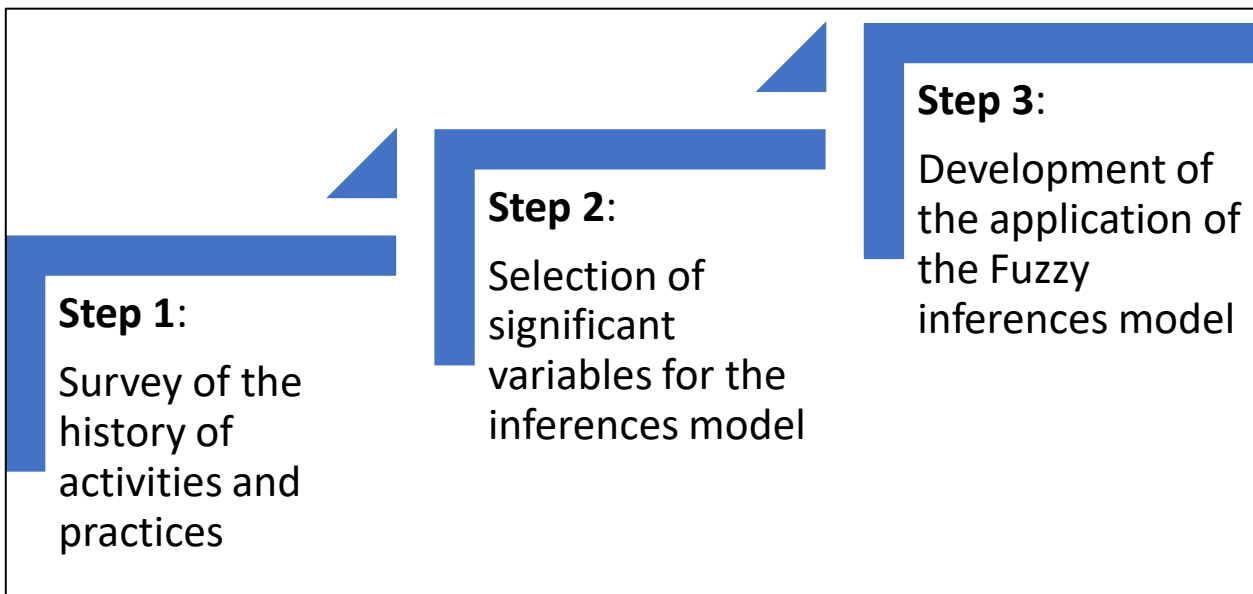 Step 1:
Survey of the
history of
activities and
practices
Step 2:
Selection of
significant
variables for the
inferences model
Step 3:
Development of
the application of
the Fuzzy
inferences model